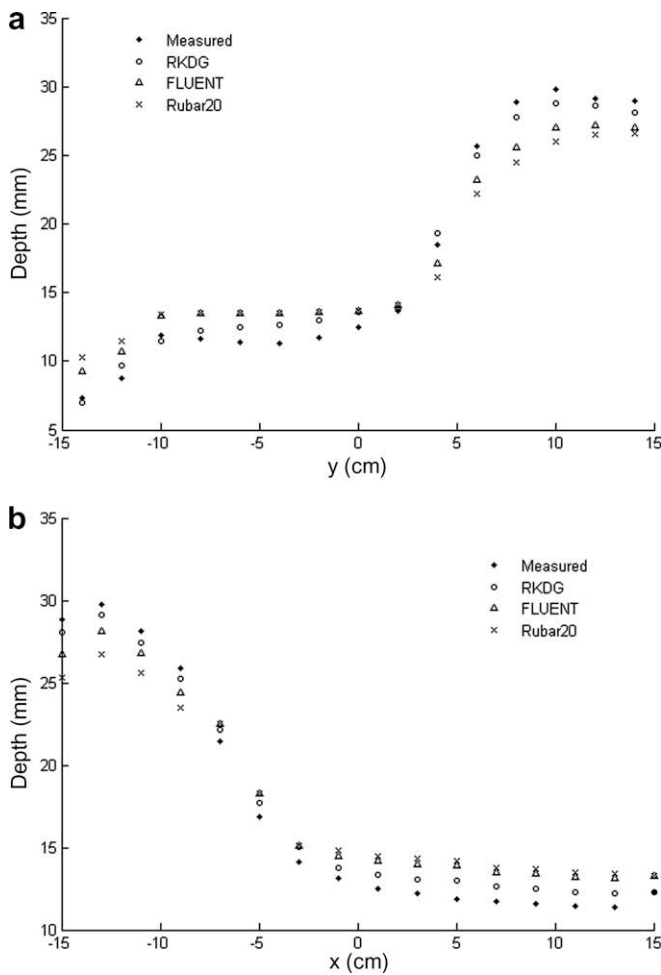 a
Measured
RKDG
FLUENT
Rubar20
Depth (mm)
35
30
25
20
15
10
5
-15 -10 -5 0 5 10 15
y (cm)
b
Measured
RKDG
FLUENT
Rubar20
Depth (mm)
35
30
25
20
15
10
-15 -10 -5 0 5 10 15
x (cm)